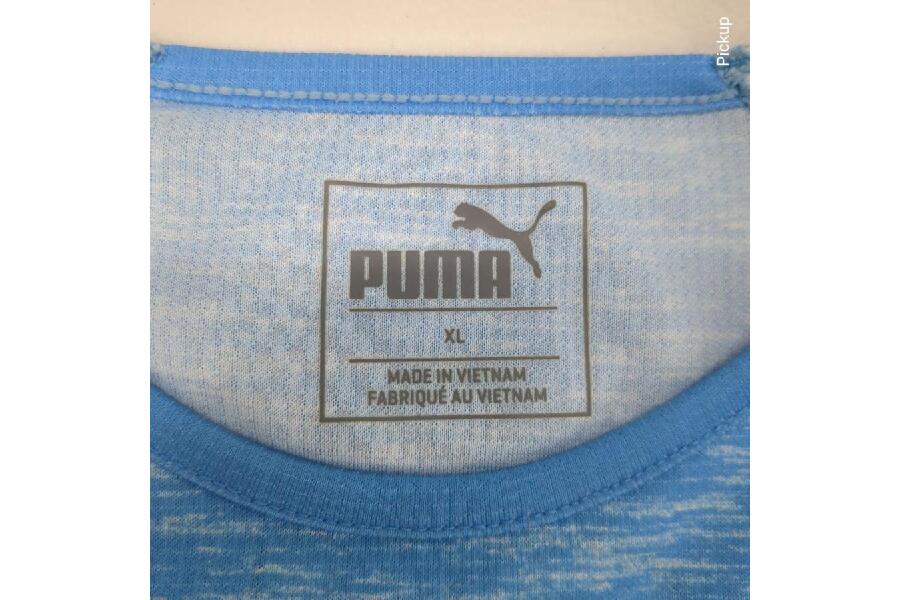 Pickup
PUMA
XL
MADE IN VIETNAM
FABRIQUÉ AU VIETNAM